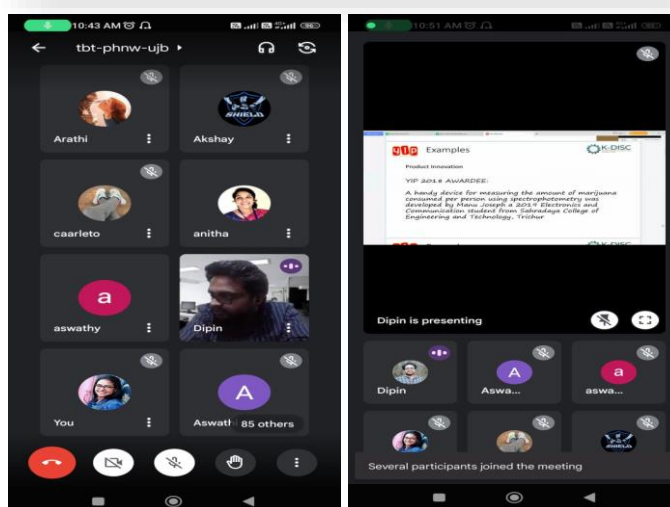 10:43 AM
tbt-phnw-ujb
Arathi
SHIELD
Akshay
caarleto
anitha
a
aswathy
Dipin
You
A
Aswath
85 others
10:51 AM
yip Examples
K-DISC
Product Innovation
YIP 2018 AWARDEE:
A handy device for measuring the amount of marijuana
consumed per person using spectrophotometry was
developed by Manu Joseph a 2019 Electronics and
Communication student from Sahradaya College of
Engineering and Technology, Trichur
Dipin is presenting
Dipin
A
Aswa...
a
aswa...
Several participants joined the meeting